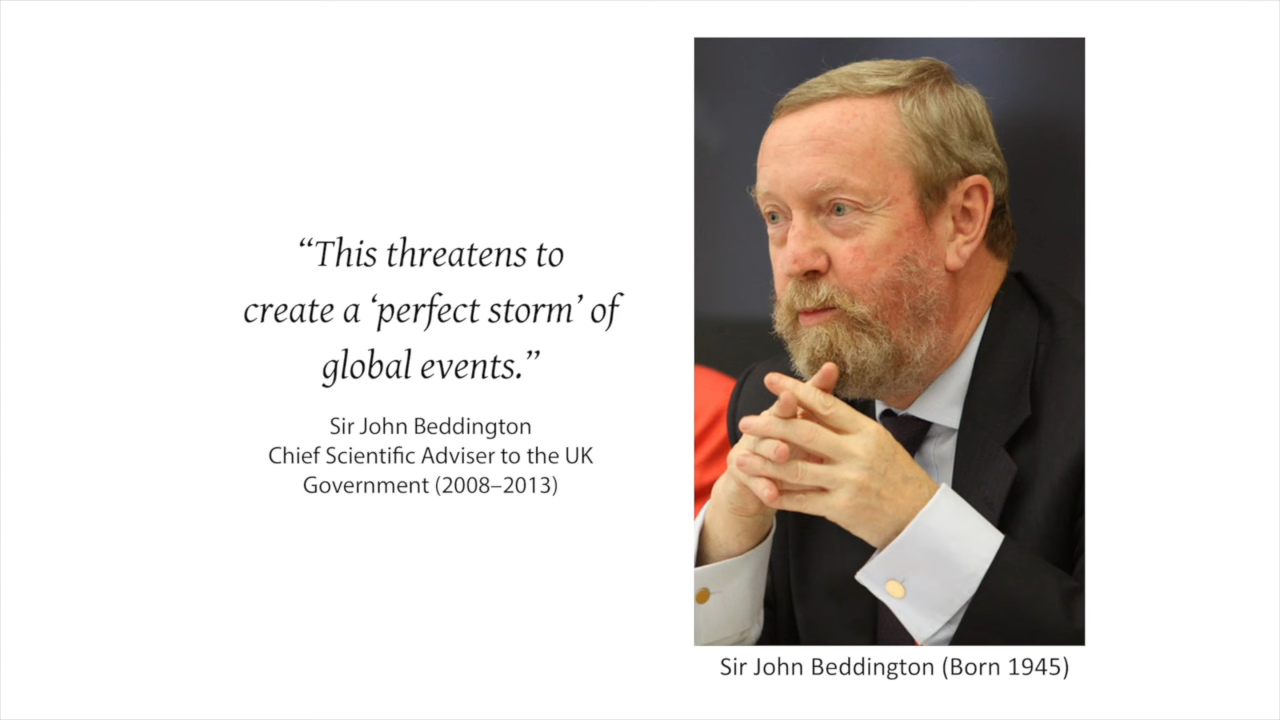 “This threatens to
create a ‘perfect storm’ of
global events.”
Sir John Beddington
Chief Scientific Adviser to the UK
Government (2008–2013)
Sir John Beddington (Born 1945)